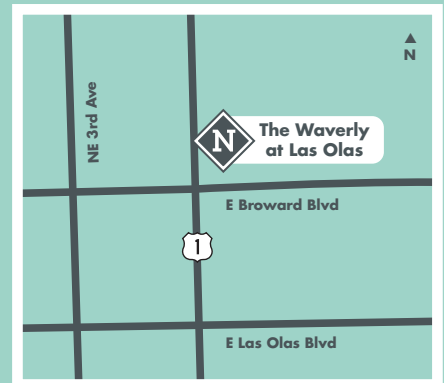 N
NE 3rd Ave
N
The Waverly
at Las Olas
E Broward Blvd
1
E Las Olas Blvd